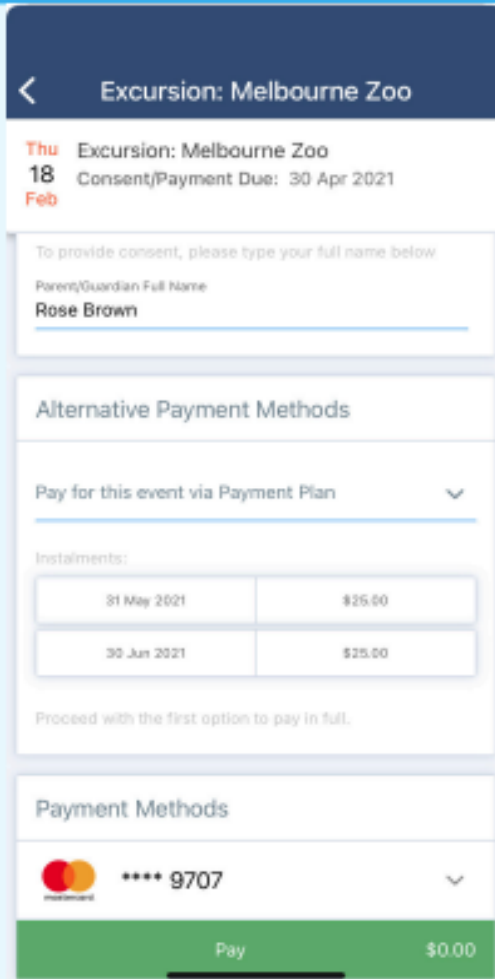 Excursion: Melbourne Zoo
Thu
18
Feb
Excursion: Melbourne Zoo
Consent/Payment Due: 30 Apr 2021
To provide consent, please type your full name below
Parent/Guardian Full Name
Rose Brown
Alternative Payment Methods
Pay for this event via Payment Plan
Instalments:
31 May 2021 $25.00
30 Jun 2021 $25.00
Proceed with the first option to pay in full.
Payment Methods
mastercard
**** 9707
Pay $0.00